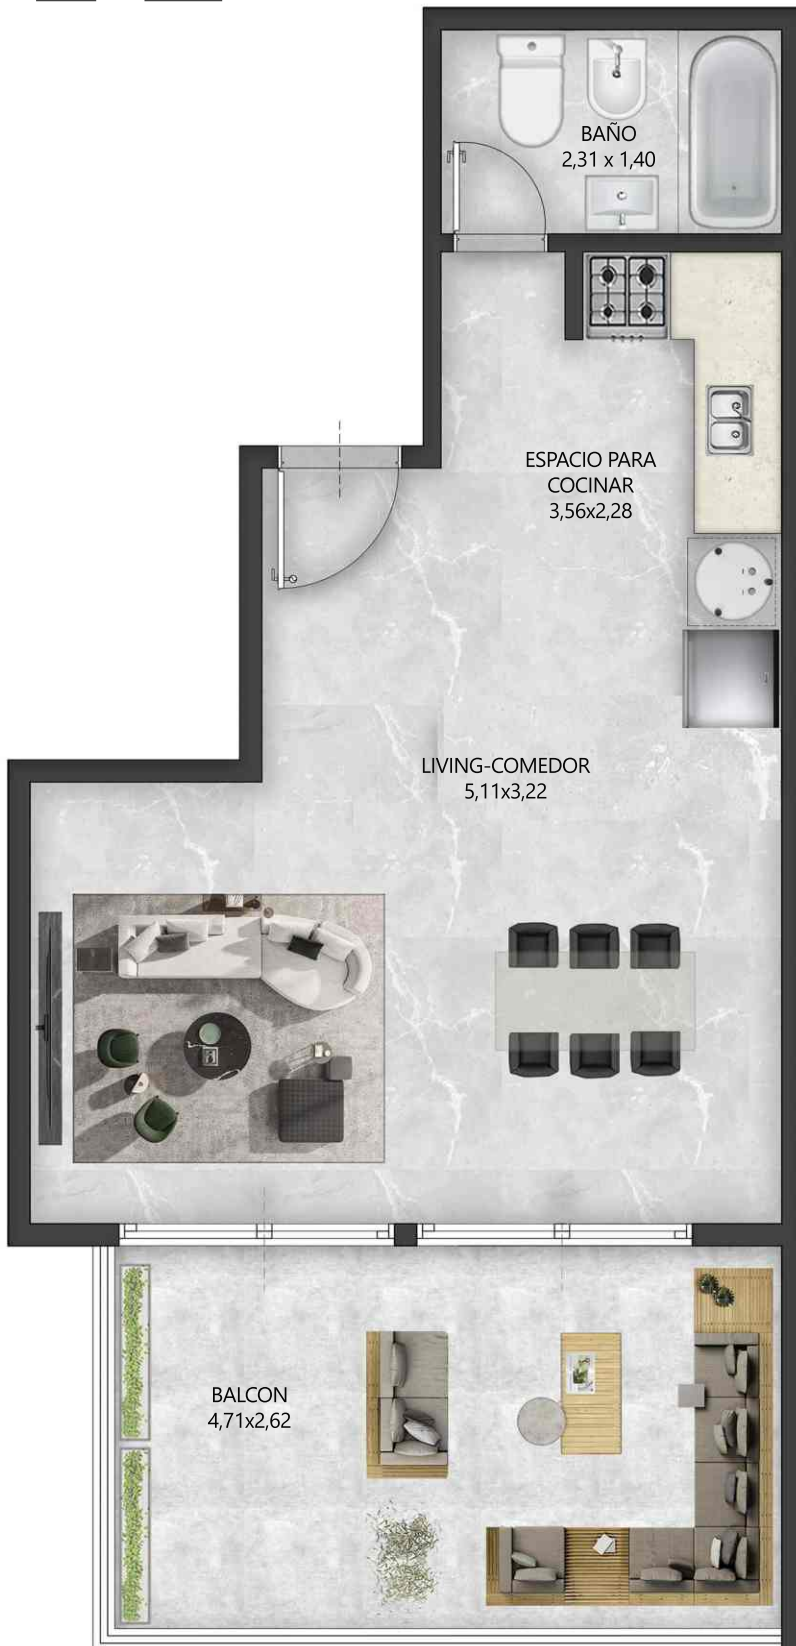 BAÑO
2,31 x 1,40
ESPACIO PARA
COCINAR
3,56x2,28
LIVING-COMEDOR
5,11x3,22
BALCON
4,71x2,62